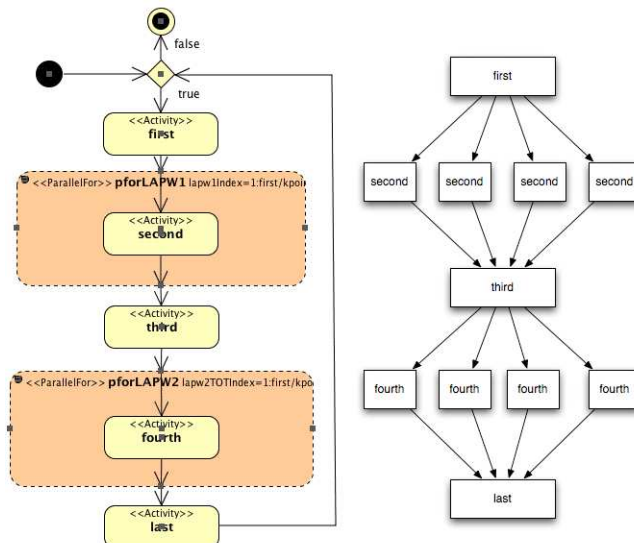 false
true
<<Activity>>
first
<<ParallelFor>> pforLAPW1 lapw1Index=1:first/kpoi
<<Activity>>
second
<<Activity>>
third
<<ParallelFor>> pforLAPW2 lapw2TOTIndex=1:first/kpo
<<Activity>>
fourth
<<Activity>>
last
first
second second second second
third
fourth fourth fourth fourth
last